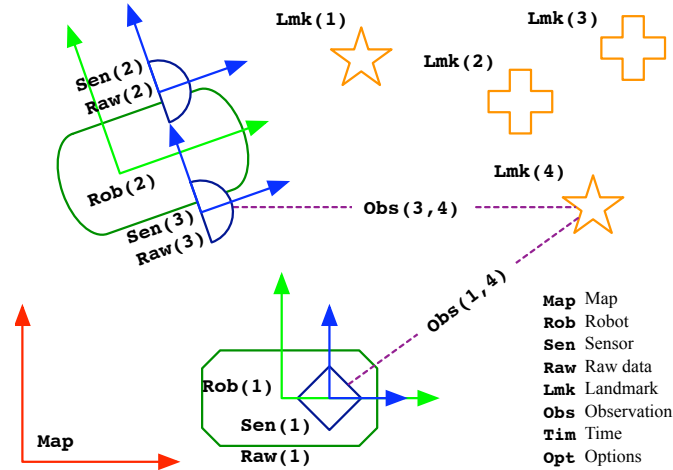 Lmk(1)
Lmk(3)
Lmk(2)
Sen(2)
Raw(2)
Lmk(4)
Rob(2)
Obs(3,4)
Sen(3)
Raw(3)
Obs(1,4)
Rob(1)
Sen(1)
Raw(1)
Map
Map Map
Rob Robot
Sen Sensor
Raw Raw data
Lmk Landmark
Obs Observation
Tim Time
Opt Options